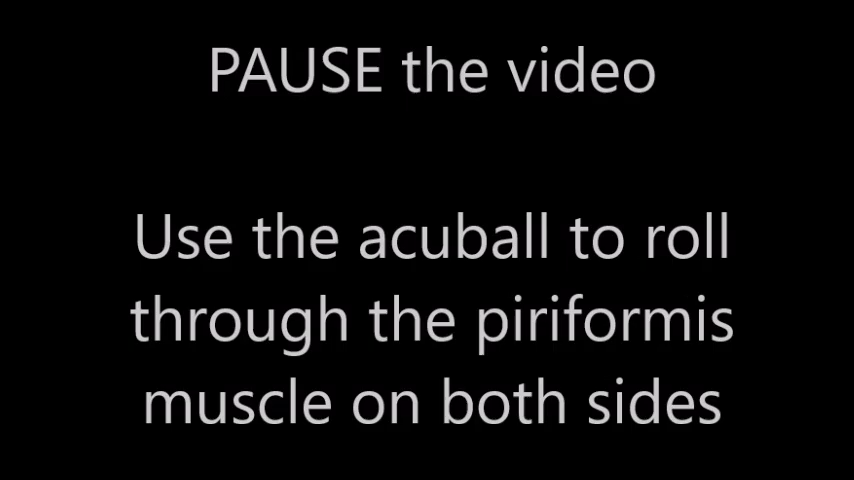 PAUSE the video
Use the acuball to roll
through the piriformis
muscle on both sides